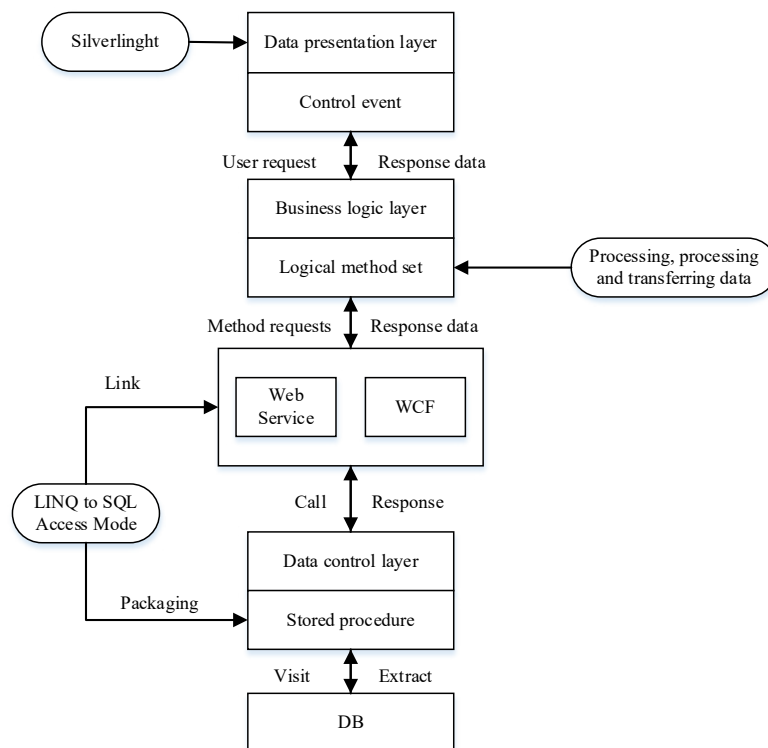 Silverlinght
Data presentation layer
Control event
User request
Response data
Business logic layer
Logical method set
Processing, processing
and transferring data
Method requests
Response data
Link
Web
Service
WCF
LINQ to SQL
Access Mode
Call
Response
Data control layer
Packaging
Stored procedure
Visit
Extract
DB